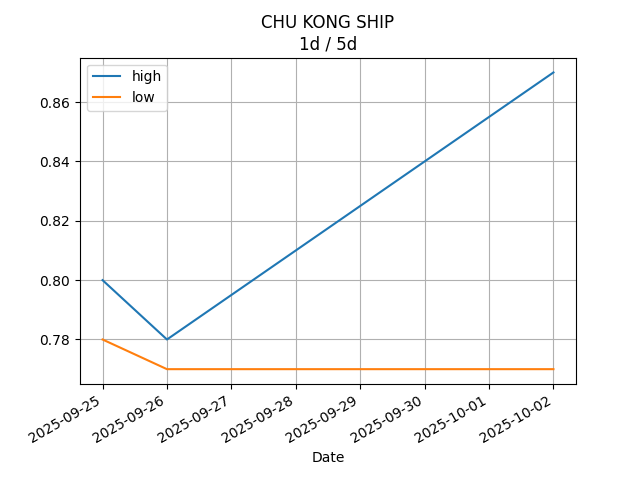 CHU KONG SHIP
1d / 5d
high
low
0.86
0.84
0.82
0.80
0.78
2025-09-25
2025-09-26
2025-09-27
2025-09-28
2025-09-29
2025-09-30
2025-10-01
2025-10-02
Date